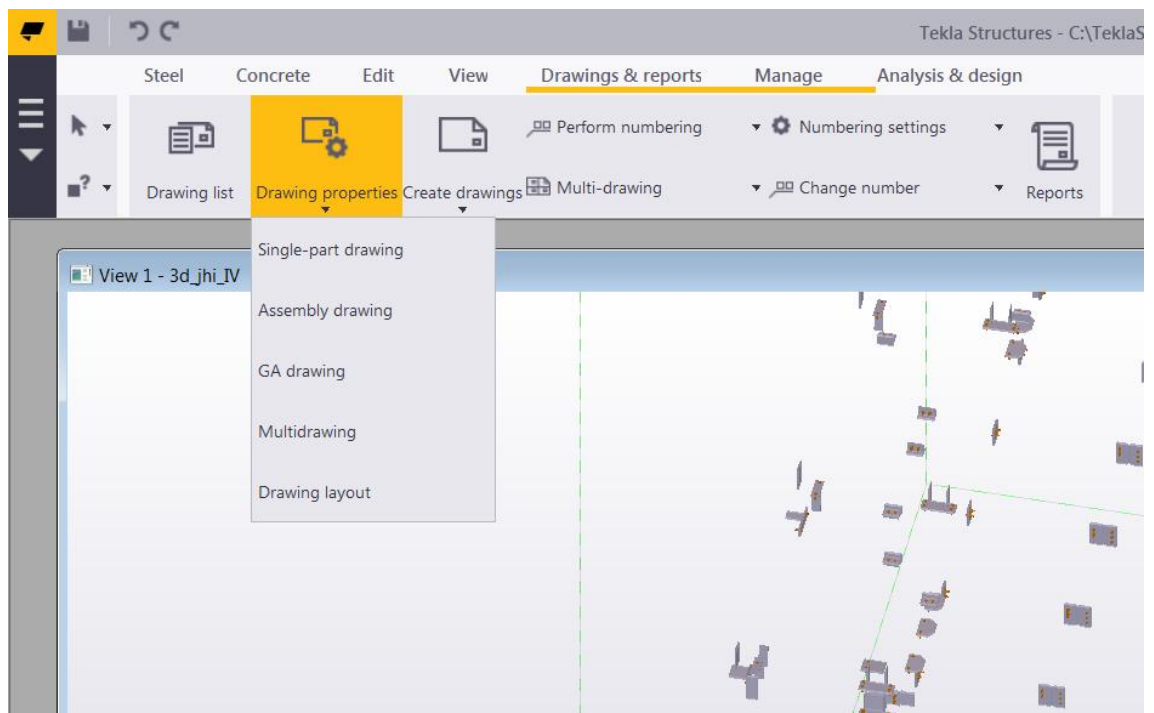 Tekla Structures - C:\TeklaS
Steel Concrete Edit View Drawings & reports Manage Analysis & design
Perform numbering Numbering settings
Drawing list Drawing properties Create drawings Multi-drawing Change number Reports
Single-part drawing
View 1 - 3d_jhi_IV
Assembly drawing
GA drawing
Multidrawing
Drawing layout